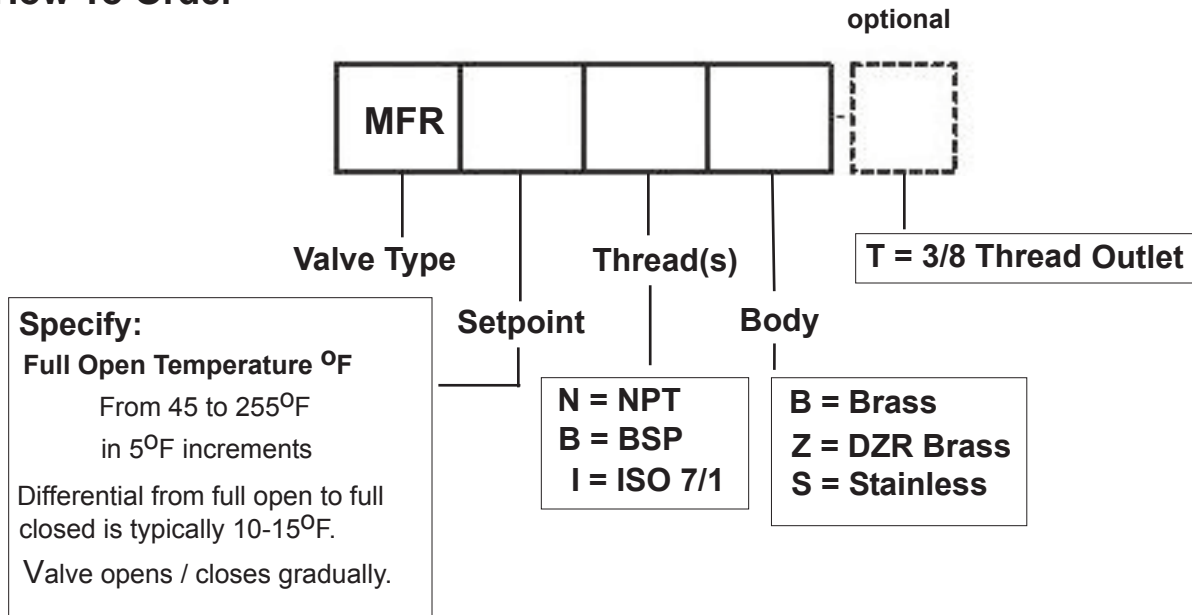 optional
MFR
Valve Type
Thread(s)
T = 3/8 Thread Outlet
Setpoint
Body
Specify:
Full Open Temperature ºF
From 45 to 255ºF
in 5ºF increments
Differential from full open to full
closed is typically 10-15ºF.
Valve opens / closes gradually.
N = NPT
B = BSP
I = ISO 7/1
B = Brass
Z = DZR Brass
S = Stainless